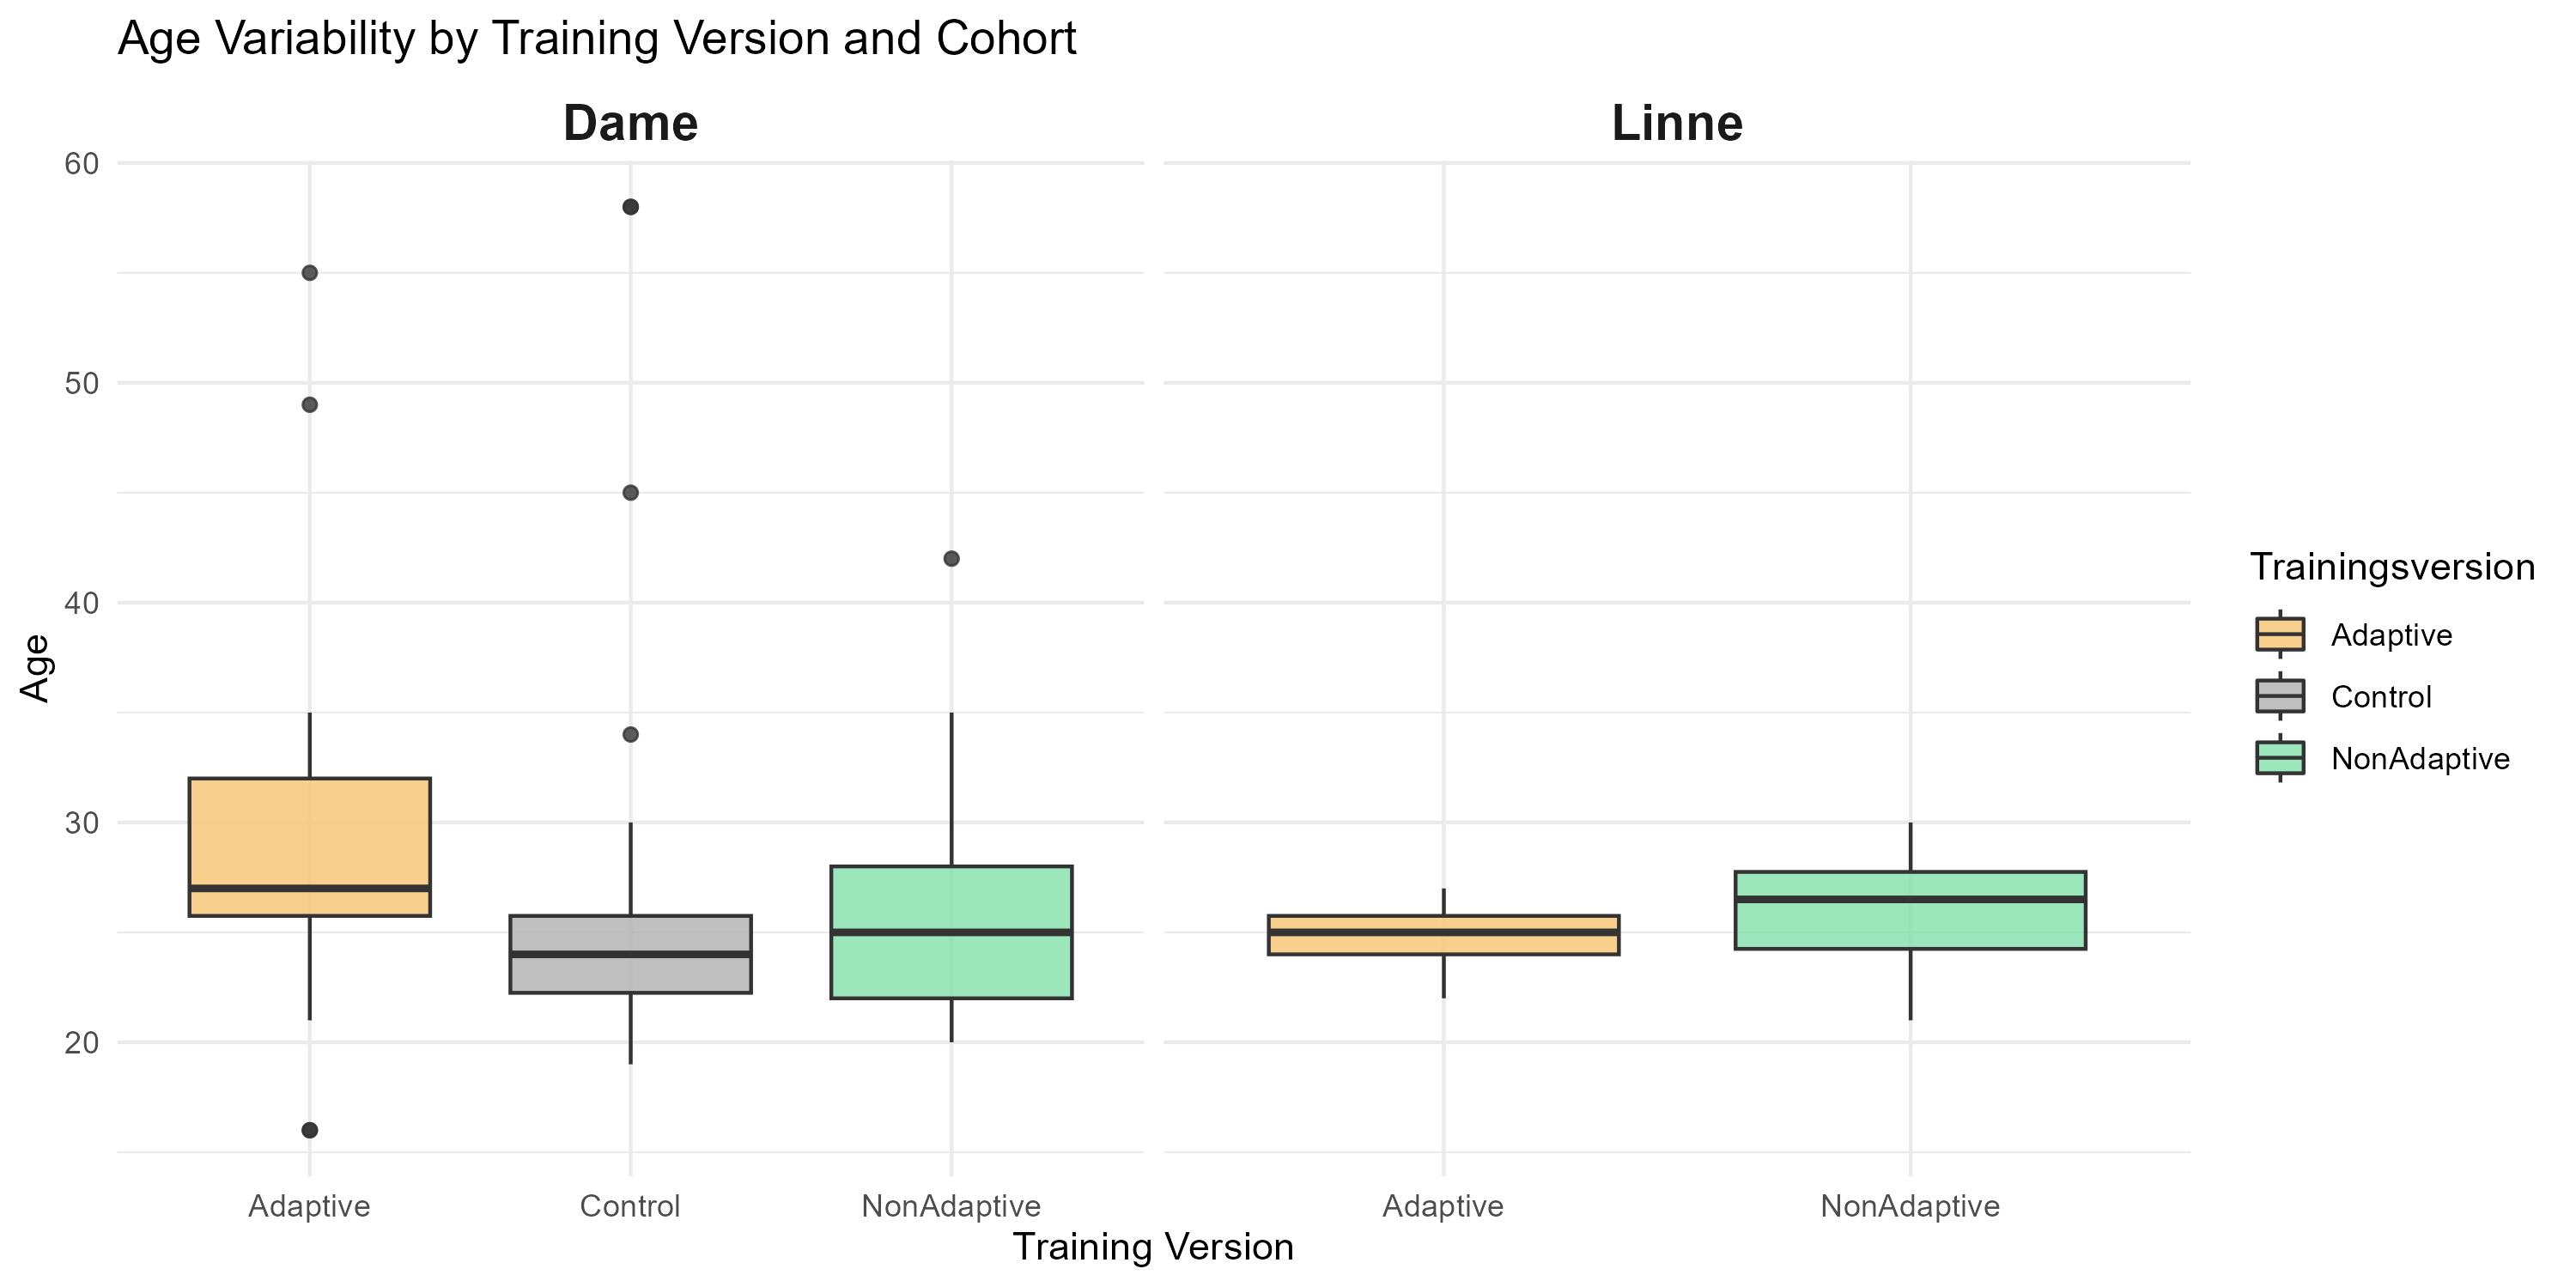 Age Variability by Training Version and Cohort
Dame
Linne
60
50
40
30
20
Age
Adaptive
Control
NonAdaptive
Adaptive
NonAdaptive
Training Version
Trainingsversion
Adaptive
Control
NonAdaptive